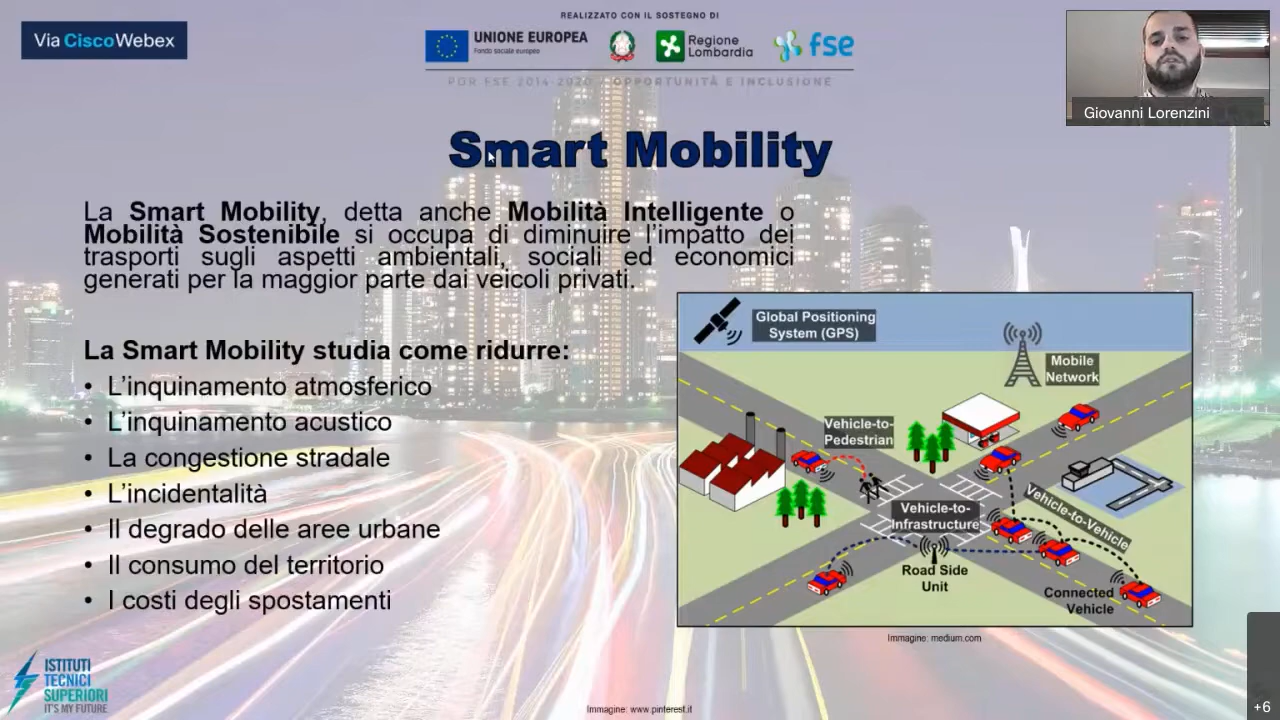 REALIZZATO CON IL SOSTEGNO DI
Via CiscoWebex
UNIONE EUROPEA
Fondo sociale europeo
Regione
Lombardia
fse
POR FSE 2014-2020 / OPPORTUNITÀ E INCLUSIONE
Giovanni Lorenzini
Smart Mobility
La Smart Mobility, detta anche Mobilità Intelligente o
Mobilità Sostenibile si occupa di diminuire l'impatto dei
trasporti sugli aspetti ambientali, sociali ed economici
generati per la maggior parte dai veicoli privati.
La Smart Mobility studia come ridurre:
• L'inquinamento atmosferico
• L'inquinamento acustico
• La congestione stradale
• L'incidentalità
• Il degrado delle aree urbane
• Il consumo del territorio
• I costi degli spostamenti
Global Positioning
System (GPS)
Mobile
Network
Vehicle-to-
Pedestrian
Vehicle-to-
Infrastructure
Vehicle-to-Vehicle
Road Side
Unit
Connected
Vehicle
Immagine: medium.com
ISTITUTI
TECNICI
SUPERIORI
IT'S MY FUTURE
Immagine: www.pinterest.it
+6